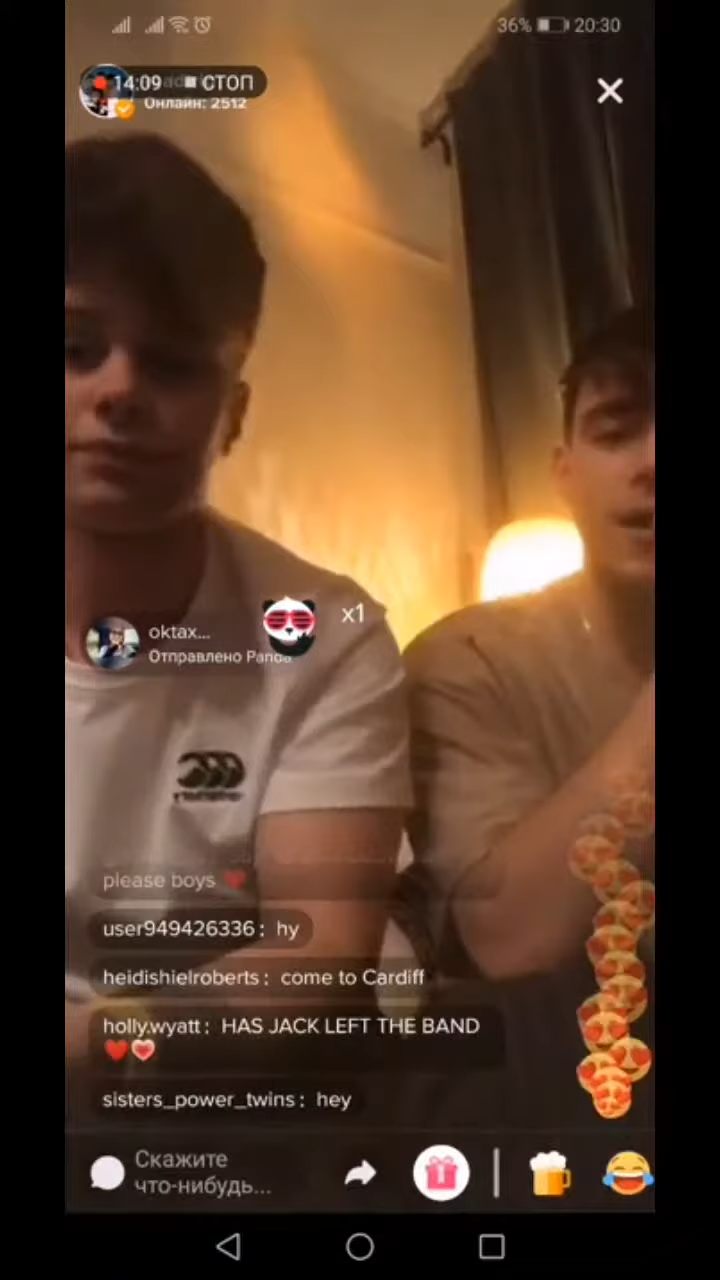 36% 20:30
14:09 СТОП
Онлайн: 2512
x1
oktax...
Отправлено Panda
please boys ❤️
user949426336: hy
heidishielroberts: come to Cardiff
holly.wyatt: HAS JACK LEFT THE BAND
❤️💗
sisters_power_twins: hey
Скажите
что-нибудь...